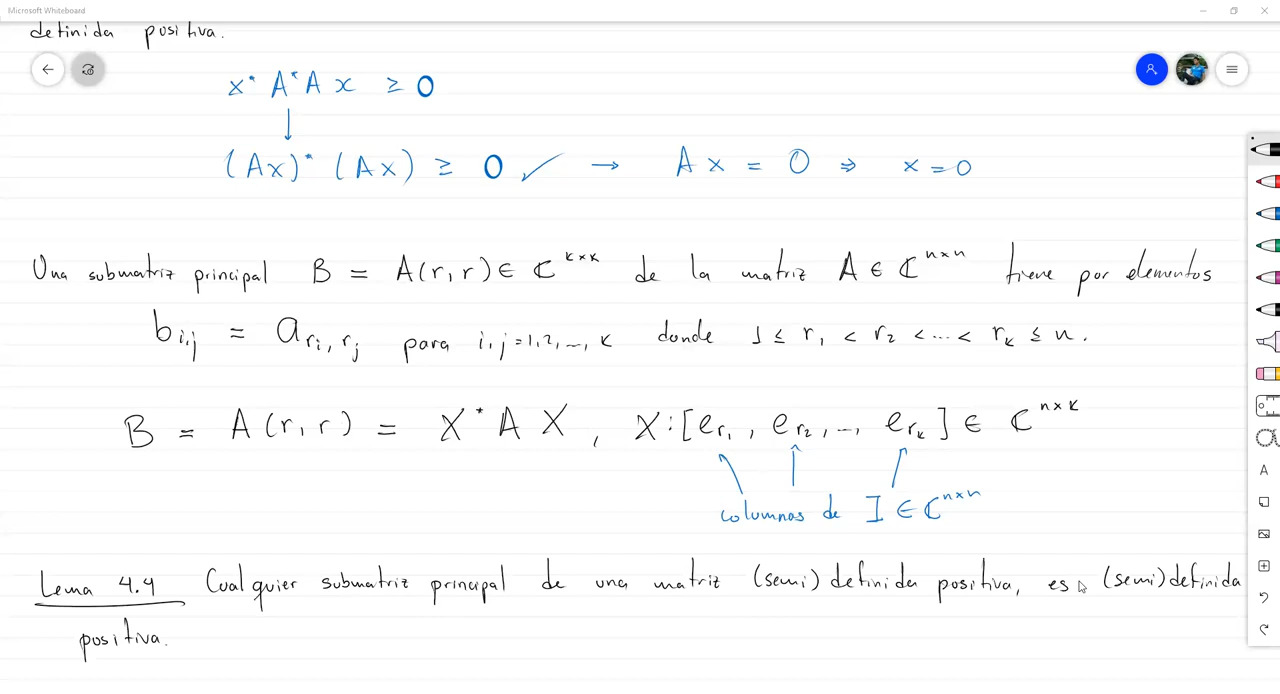 Microsoft Whiteboard
definida positiva.
x* A* A x ≥ 0
(Ax)* (Ax) ≥ 0 ✓ → Ax = 0 ⇒ x = 0
Una submatriz principal B = A(r,r) ∈ ℂ^{k×k} de la matriz A ∈ ℂ^{n×n} tiene por elementos
b_{i,j} = a_{r_i, r_j} para i,j=1,2,...,k donde 1 ≤ r_1 < r_2 < ... < r_k ≤ n.
B = A(r,r) = X* A X, X:[e_{r_1}, e_{r_2}, ..., e_{r_k}] ∈ ℂ^{n×k}
columnas de I ∈ ℂ^{n×n}
Lema 4.4 Cualquier submatriz principal de una matriz (semi)definida positiva, es (semi)definida
positiva.
A